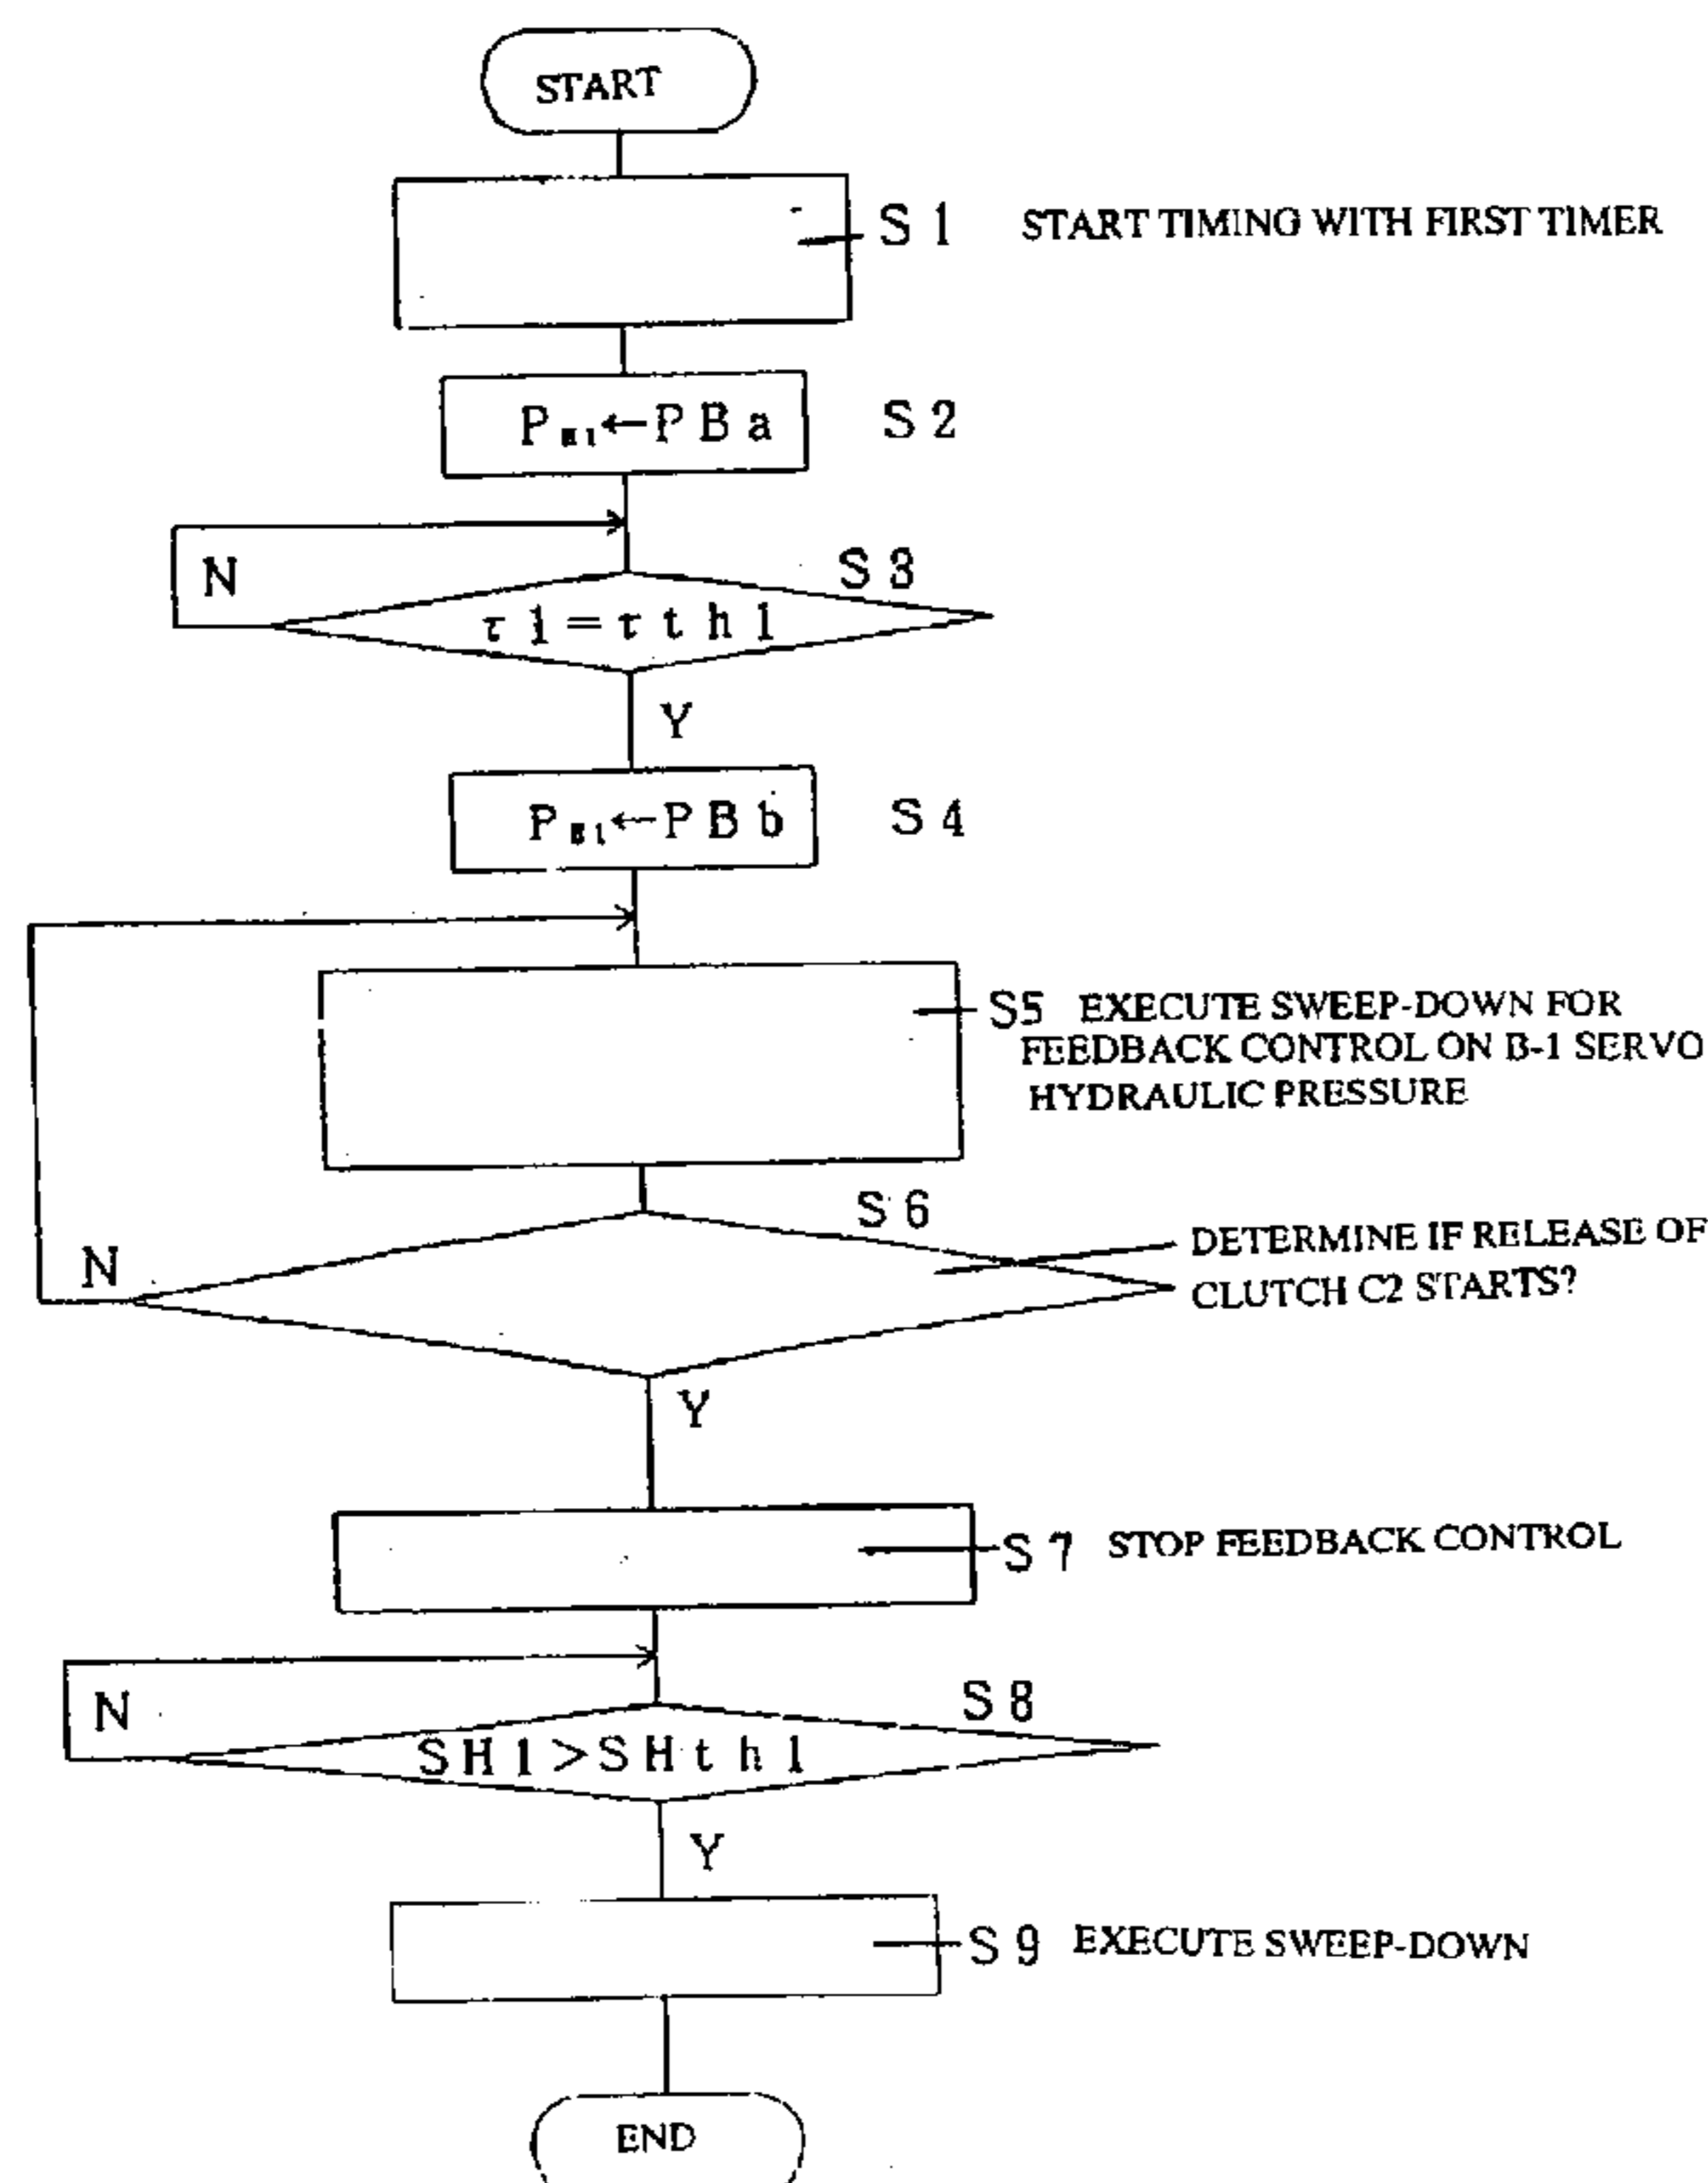 START
S 1 START TIMING WITH FIRST TIMER
P B1 ← P B a S 2
N
S 3
τ 1 = τ t h 1
Y
P B1 ← P B b S 4
S5 EXECUTE SWEEP-DOWN FOR
FEEDBACK CONTROL ON B-1 SERVO
HYDRAULIC PRESSURE
S 6
DETERMINE IF RELEASE OF
N
CLUTCH C2 STARTS?
Y
S 7 STOP FEEDBACK CONTROL
N
S 8
S H 1 > S H t h 1
Y
S 9 EXECUTE SWEEP-DOWN
END